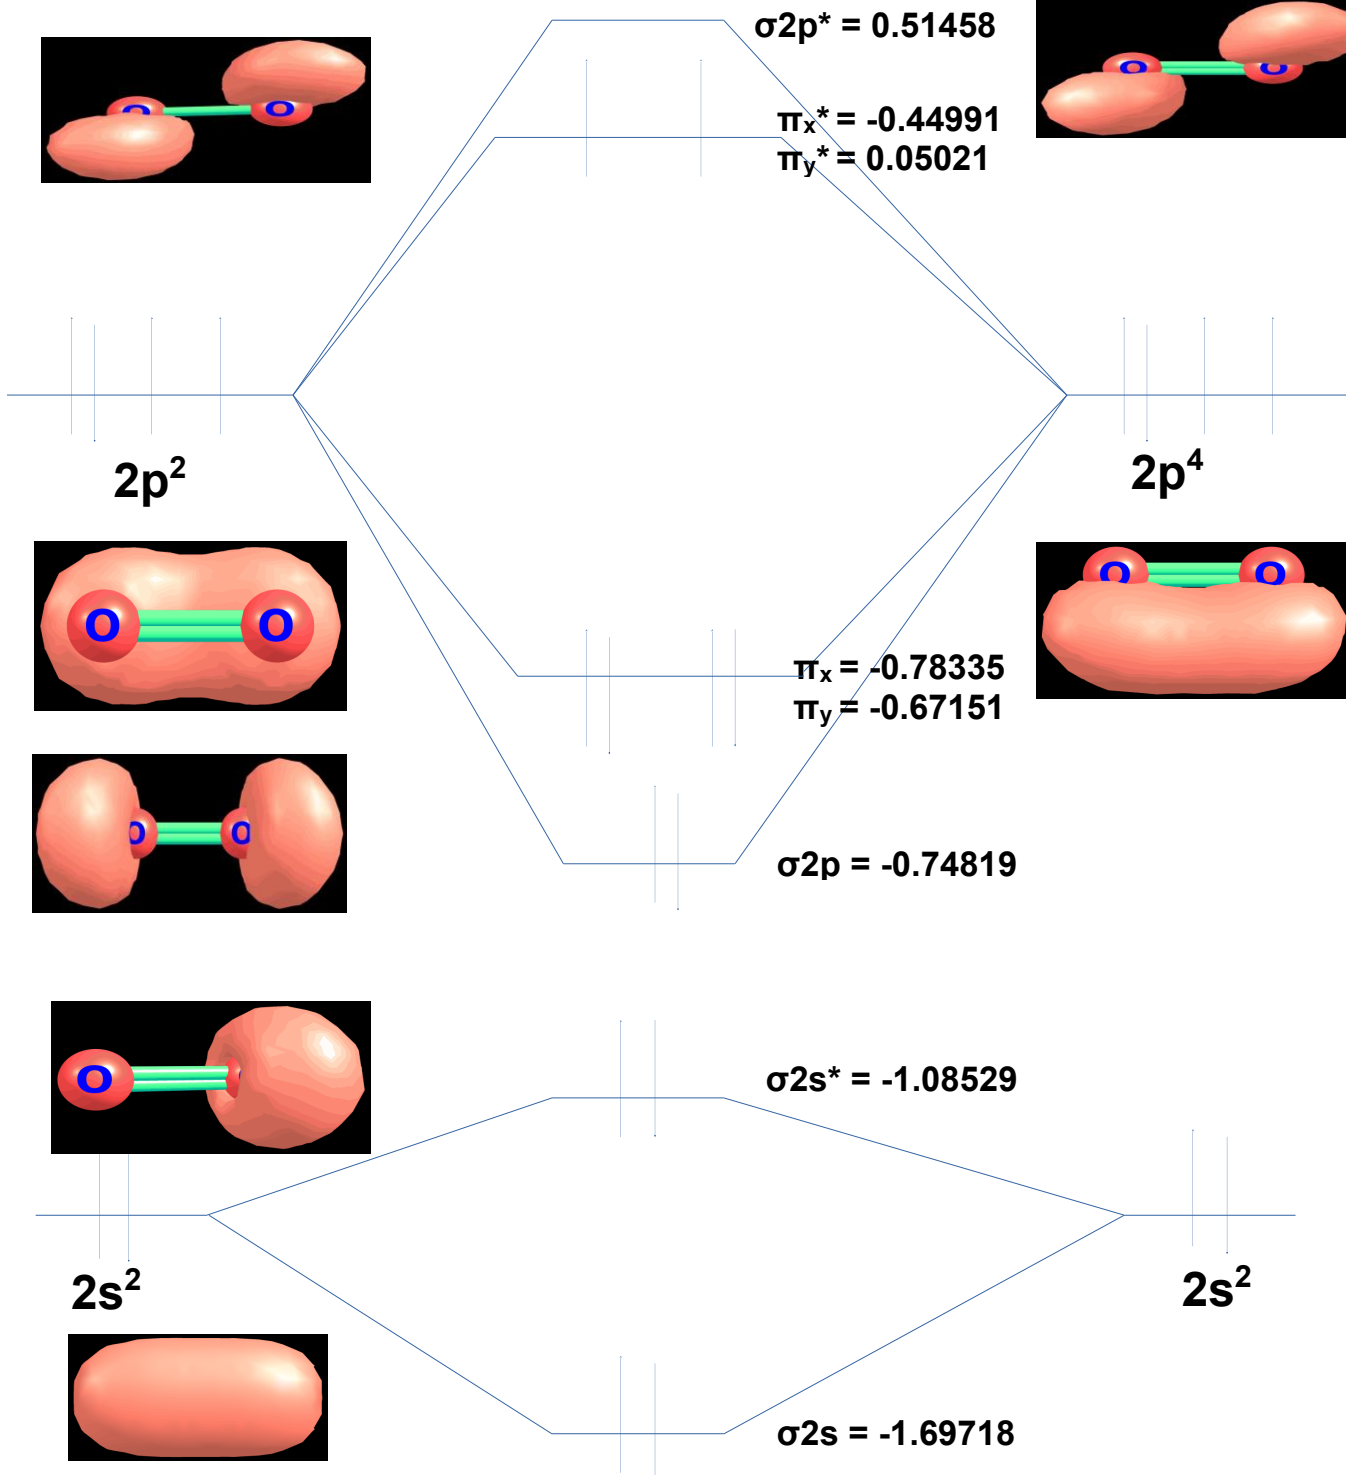 σ2p* = 0.51458
O O
O O
πx* = -0.44991
πy* = 0.05021
2p²
2p⁴
O O
O O
πx = -0.78335
πy = -0.67151
O O
σ2p = -0.74819
O
σ2s* = -1.08529
2s²
2s²
σ2s = -1.69718